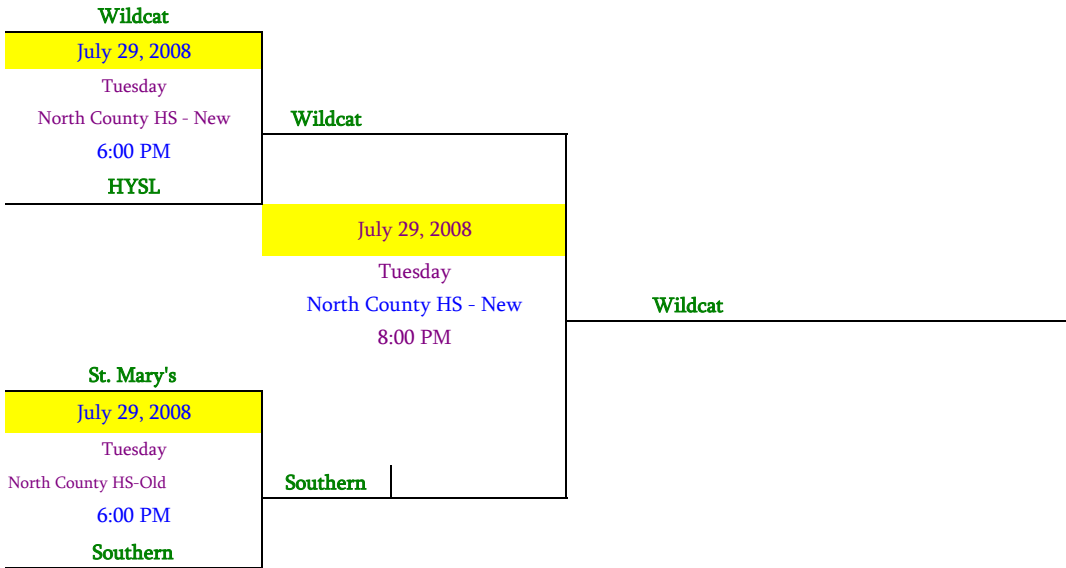 Wildcat
July 29, 2008
Tuesday
North County HS - New
6:00 PM
HYSL
Wildcat
July 29, 2008
Tuesday
North County HS - New
8:00 PM
Wildcat
St. Mary's
July 29, 2008
Tuesday
North County HS-Old
6:00 PM
Southern
Southern